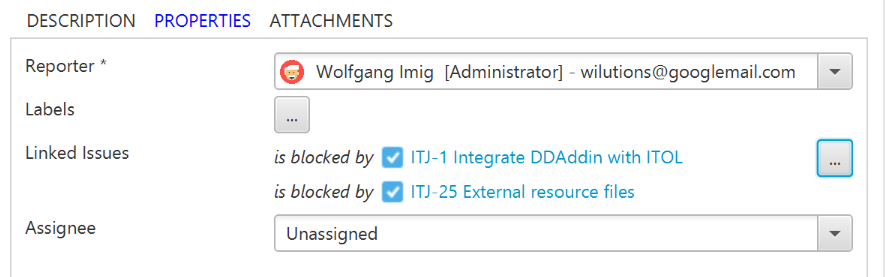 DESCRIPTION PROPERTIES ATTACHMENTS
Reporter * Wolfgang Imig [Administrator] - wilutions@googlemail.com
Labels ...
Linked Issues is blocked by ITJ-1 Integrate DDAddin with ITOL ...
is blocked by ITJ-25 External resource files
Assignee Unassigned